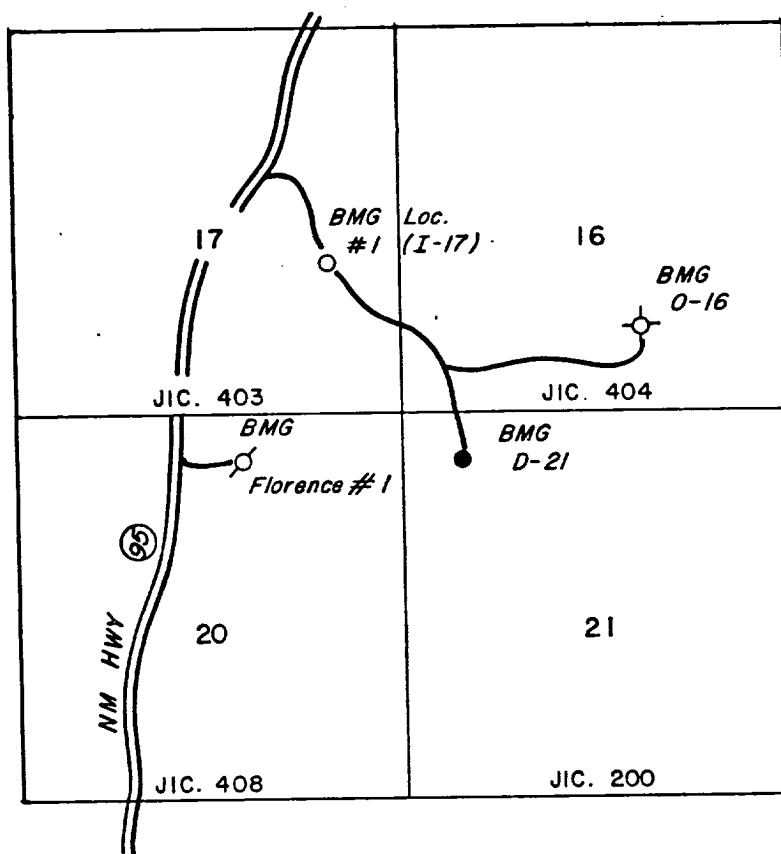 BMG Loc.
#1 (I-17)
17
16
BMG
O-16
JIC. 403
JIC. 404
BMG
Florence #1
BMG
D-21
95
NM HWY
20
21
JIC. 408
JIC. 200